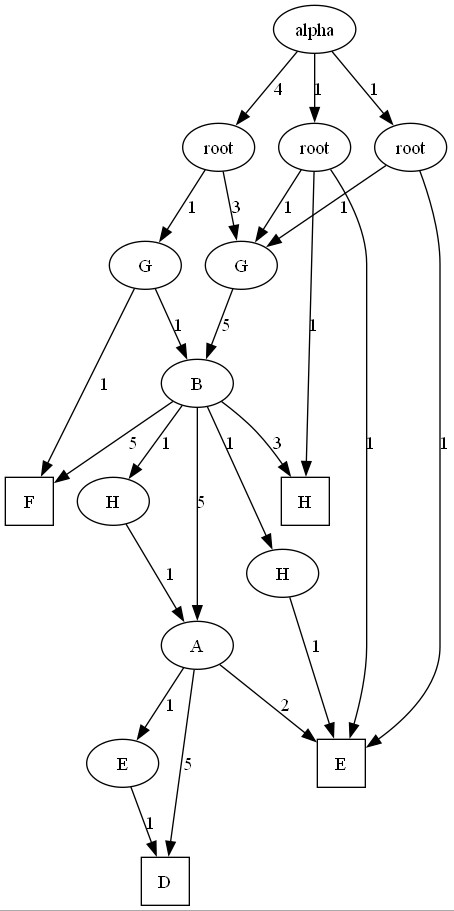 alpha
4 1 1
root root root
1 3 1 1
G G
1 5
1 1 1 1
B
5 1 1 3
F H 5 H
H
1
1
A
1 2
5
E E
1
D